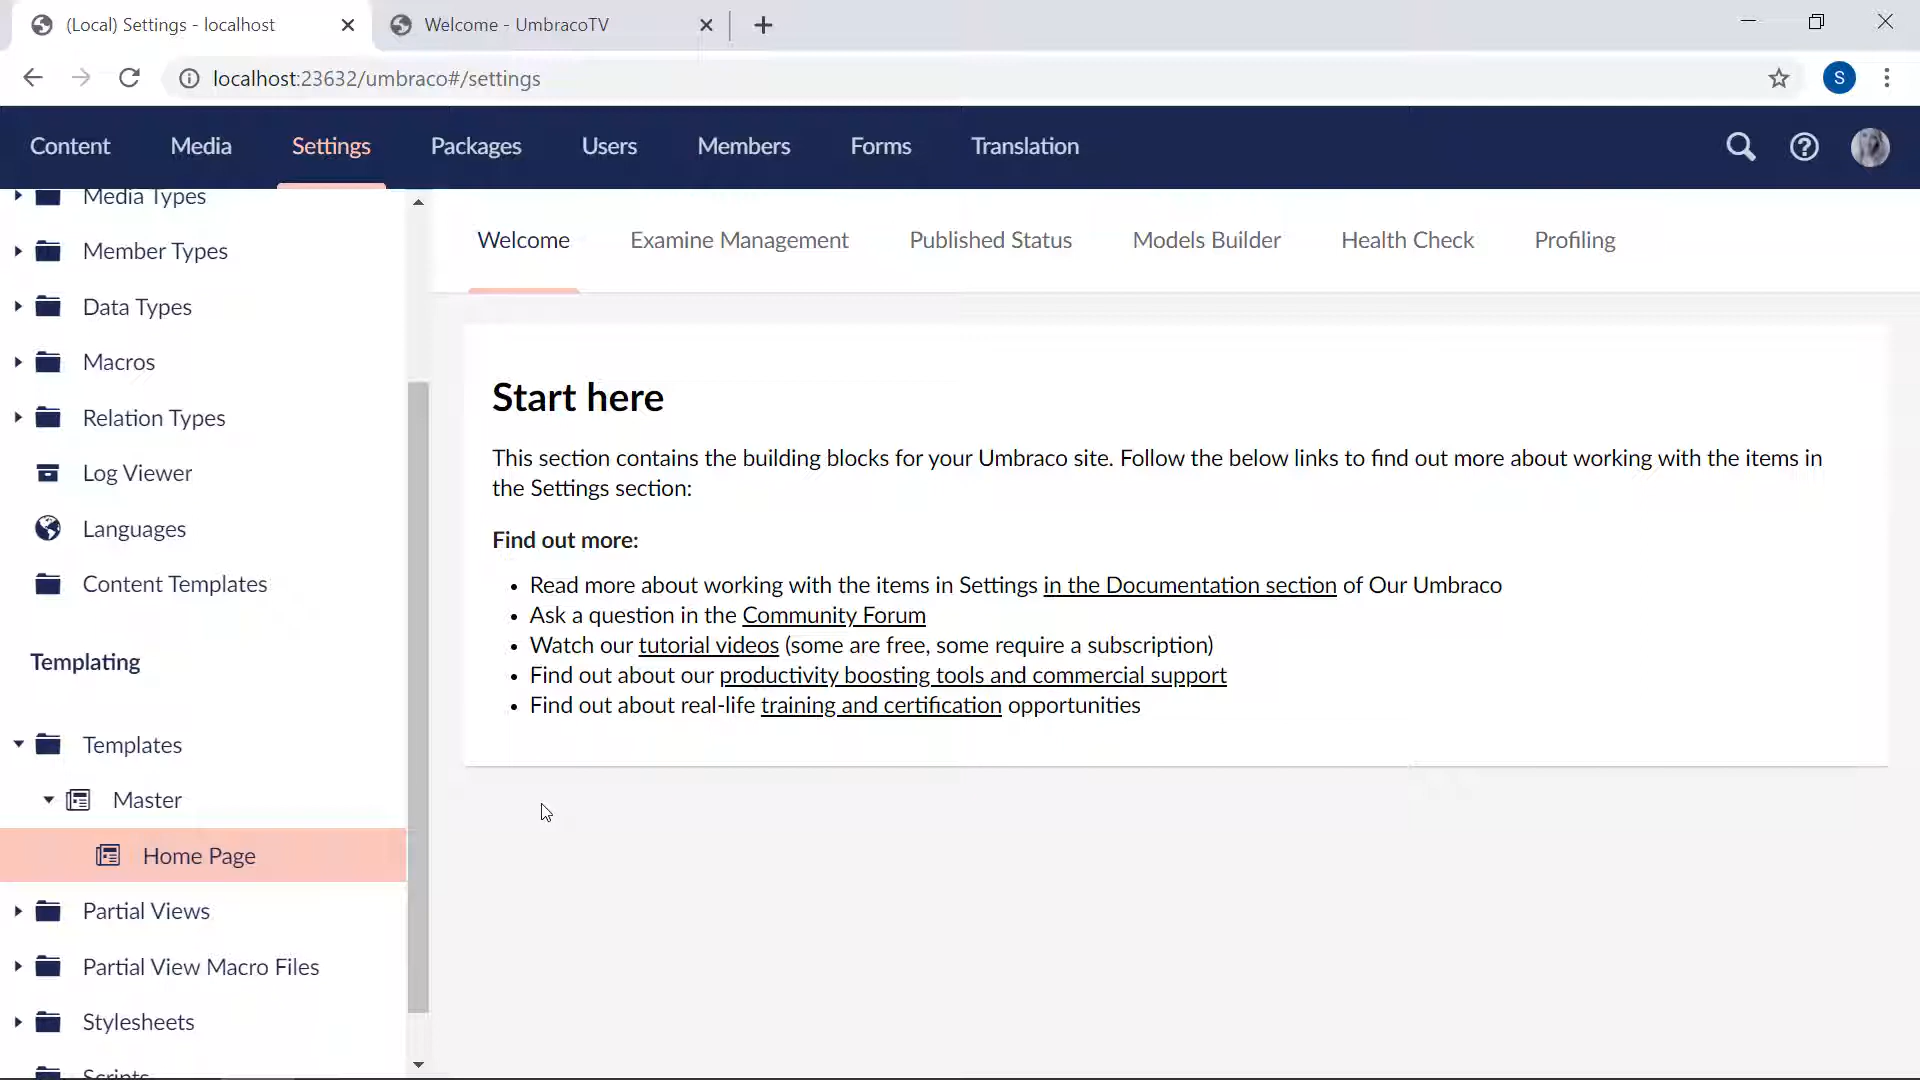 (Local) Settings - localhost
Welcome - UmbracoTV
localhost:23632/umbraco#/settings
S
Content
Media
Settings
Packages
Users
Members
Forms
Translation
Media Types
Member Types
Data Types
Macros
Relation Types
Log Viewer
Languages
Content Templates
Templating
Templates
Master
Home Page
Partial Views
Partial View Macro Files
Stylesheets
Scripts
Welcome
Examine Management
Published Status
Models Builder
Health Check
Profiling
Start here
This section contains the building blocks for your Umbraco site. Follow the below links to find out more about working with the items in
the Settings section:
Find out more:
• Read more about working with the items in Settings in the Documentation section of Our Umbraco
• Ask a question in the Community Forum
• Watch our tutorial videos (some are free, some require a subscription)
• Find out about our productivity boosting tools and commercial support
• Find out about real-life training and certification opportunities